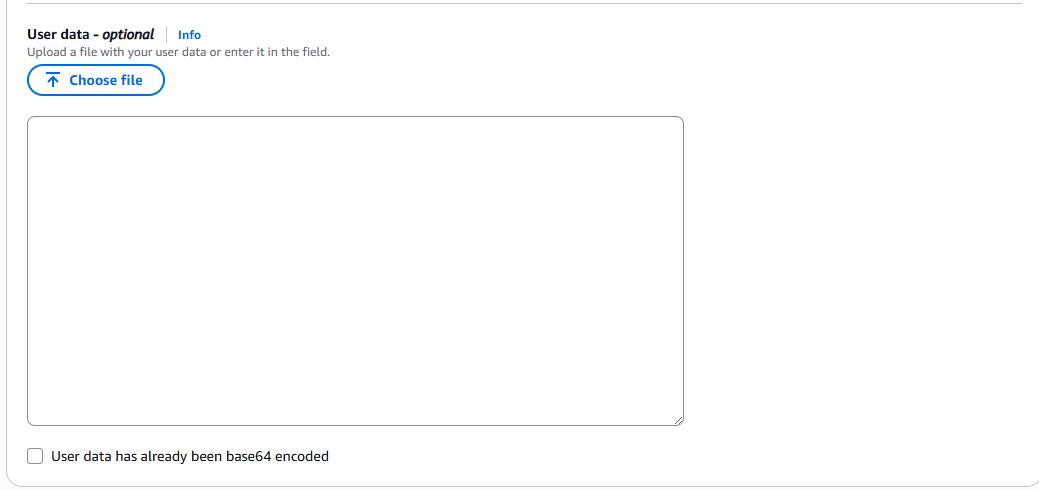 User data - optional Info
Upload a file with your user data or enter it in the field.
Choose file
User data has already been base64 encoded